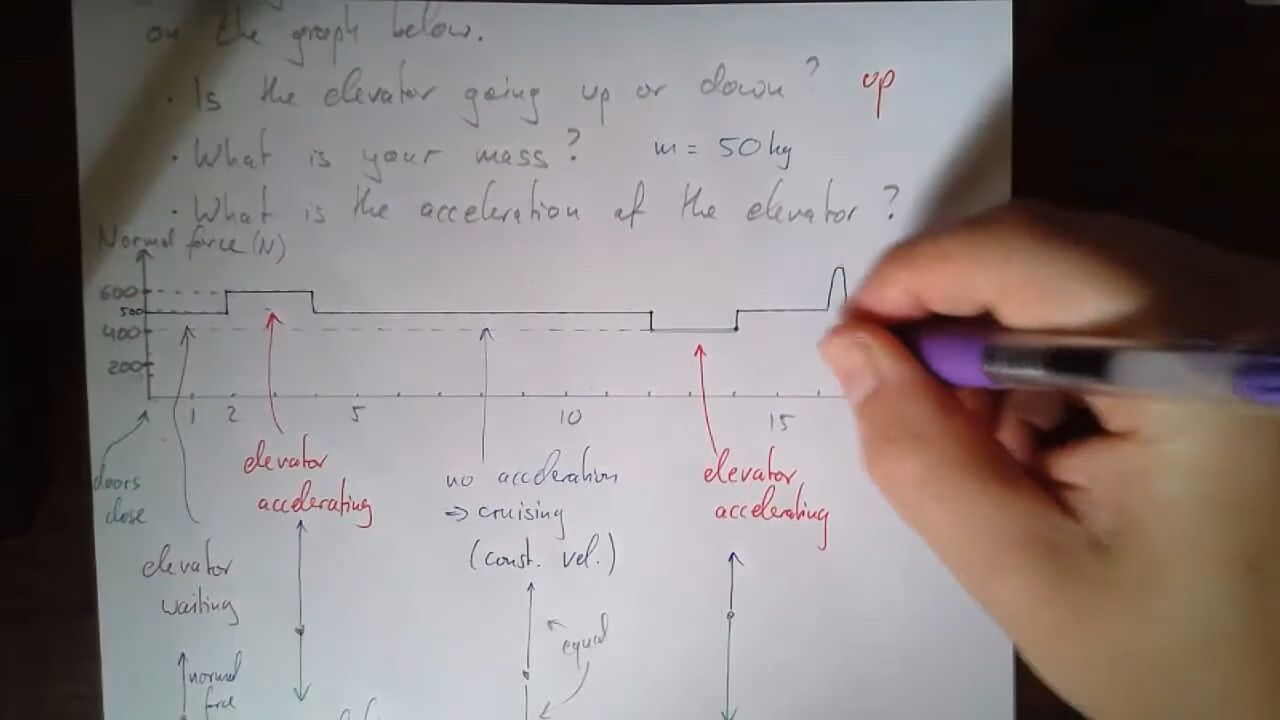 on the graph below.
· Is the elevator going up or down? up
· What is your mass? m = 50 kg
· What is the acceleration of the elevator?
Normal force (N)
600
500
400
200
1 2 5 10 15
doors
close
elevator
waiting
normal
force
elevator
accelerating
no acceleration
⇒ cruising
(const. vel.)
equal
elevator
accelerating